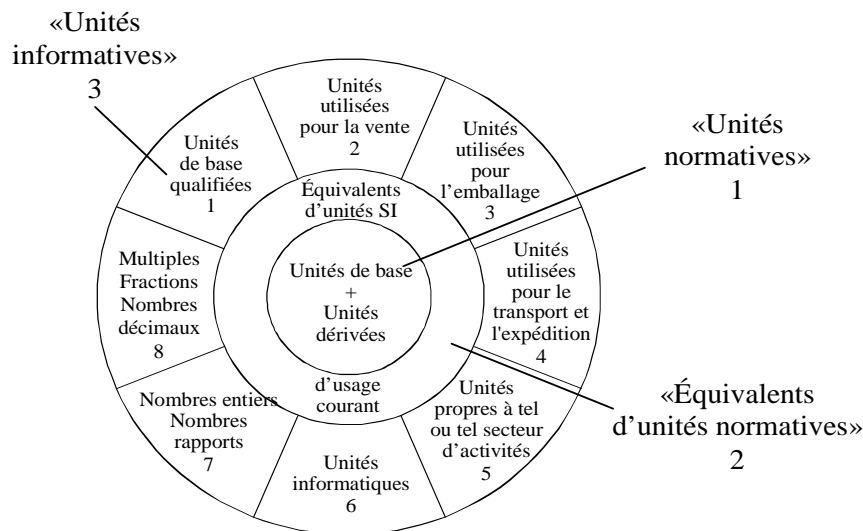 «Unités
informatives»
3
Unités
utilisées
pour la vente
2
Unités
de base
qualifiées
1
Unités
utilisées
pour
l'emballage
3
«Unités
normatives»
1
Équivalents
d'unités SI
Unités de base
+
Unités
dérivées
d'usage
courant
Multiples
Fractions
Nombres
décimaux
8
Unités
utilisées
pour le
transport et
l'expédition
4
Nombres entiers
Nombres
rapports
7
Unités
informatiques
6
Unités
propres à tel
ou tel secteur
d'activités
5
«Équivalents
d'unités normatives»
2